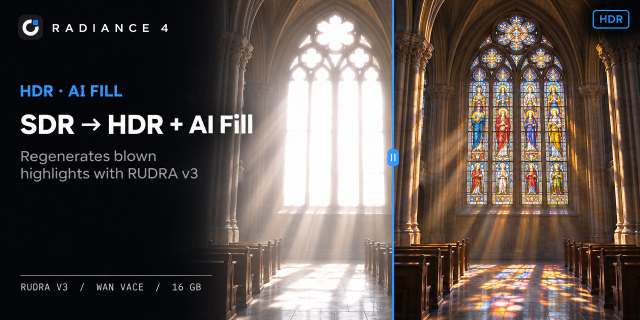 RADIANCE 4
HDR
HDR · AI FILL
SDR → HDR + AI Fill
Regenerates blown
highlights with RUDRA v3
RUDRA V3 / WAN VACE / 16 GB